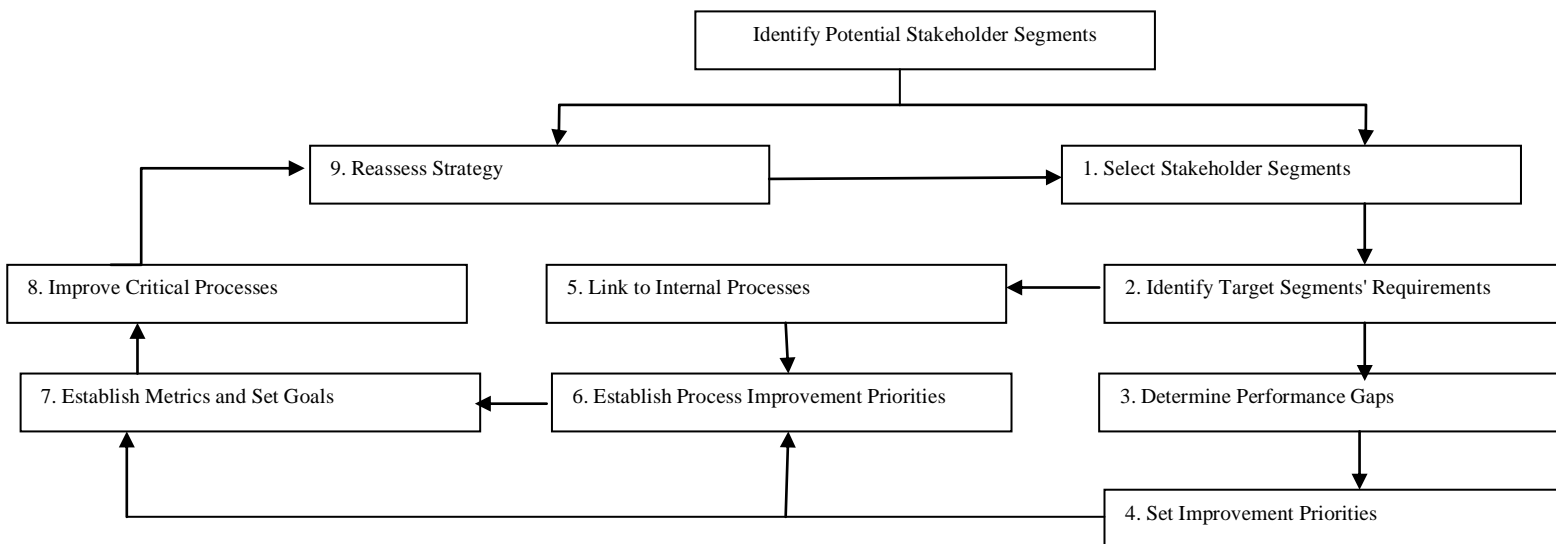 Identify Potential Stakeholder Segments
9. Reassess Strategy
1. Select Stakeholder Segments
8. Improve Critical Processes
5. Link to Internal Processes
2. Identify Target Segments' Requirements
7. Establish Metrics and Set Goals
6. Establish Process Improvement Priorities
3. Determine Performance Gaps
4. Set Improvement Priorities